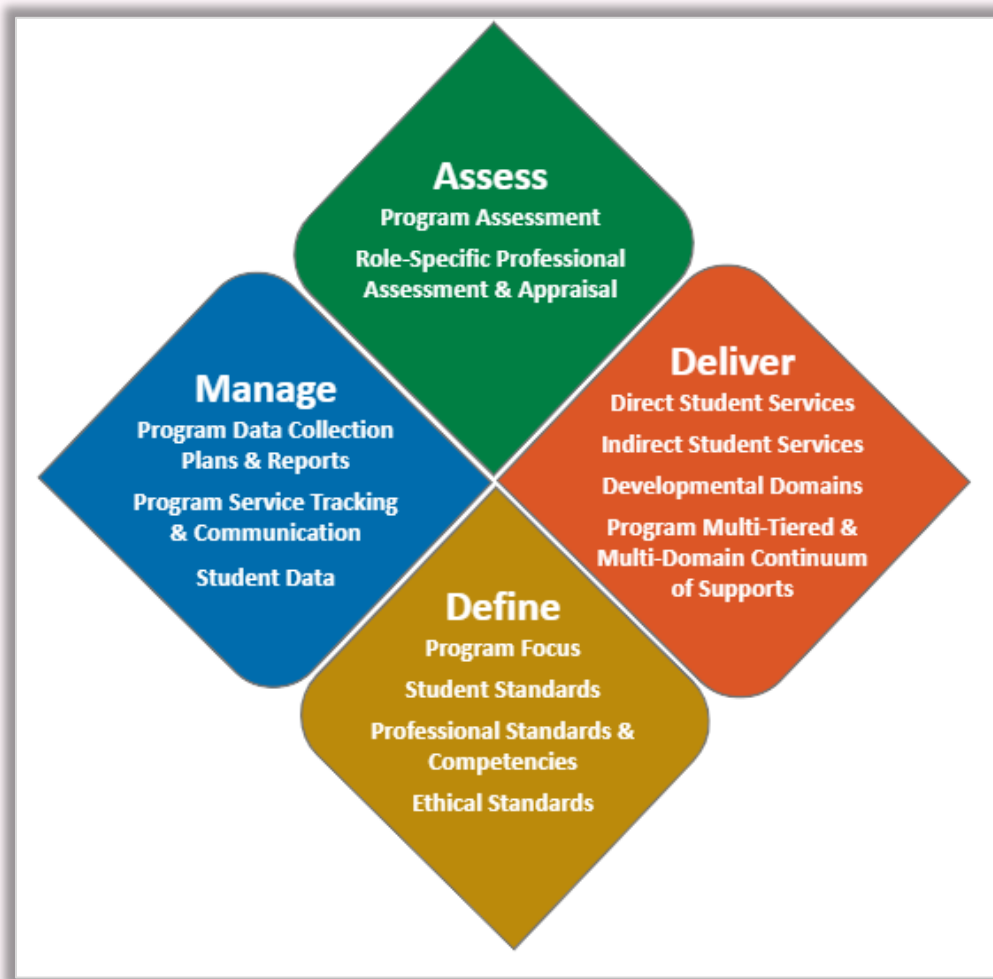 Assess
Program Assessment
Role-Specific Professional
Assessment & Appraisal
Manage
Program Data Collection
Plans & Reports
Program Service Tracking
& Communication
Student Data
Deliver
Direct Student Services
Indirect Student Services
Developmental Domains
Program Multi-Tiered &
Multi-Domain Continuum
of Supports
Define
Program Focus
Student Standards
Professional Standards &
Competencies
Ethical Standards